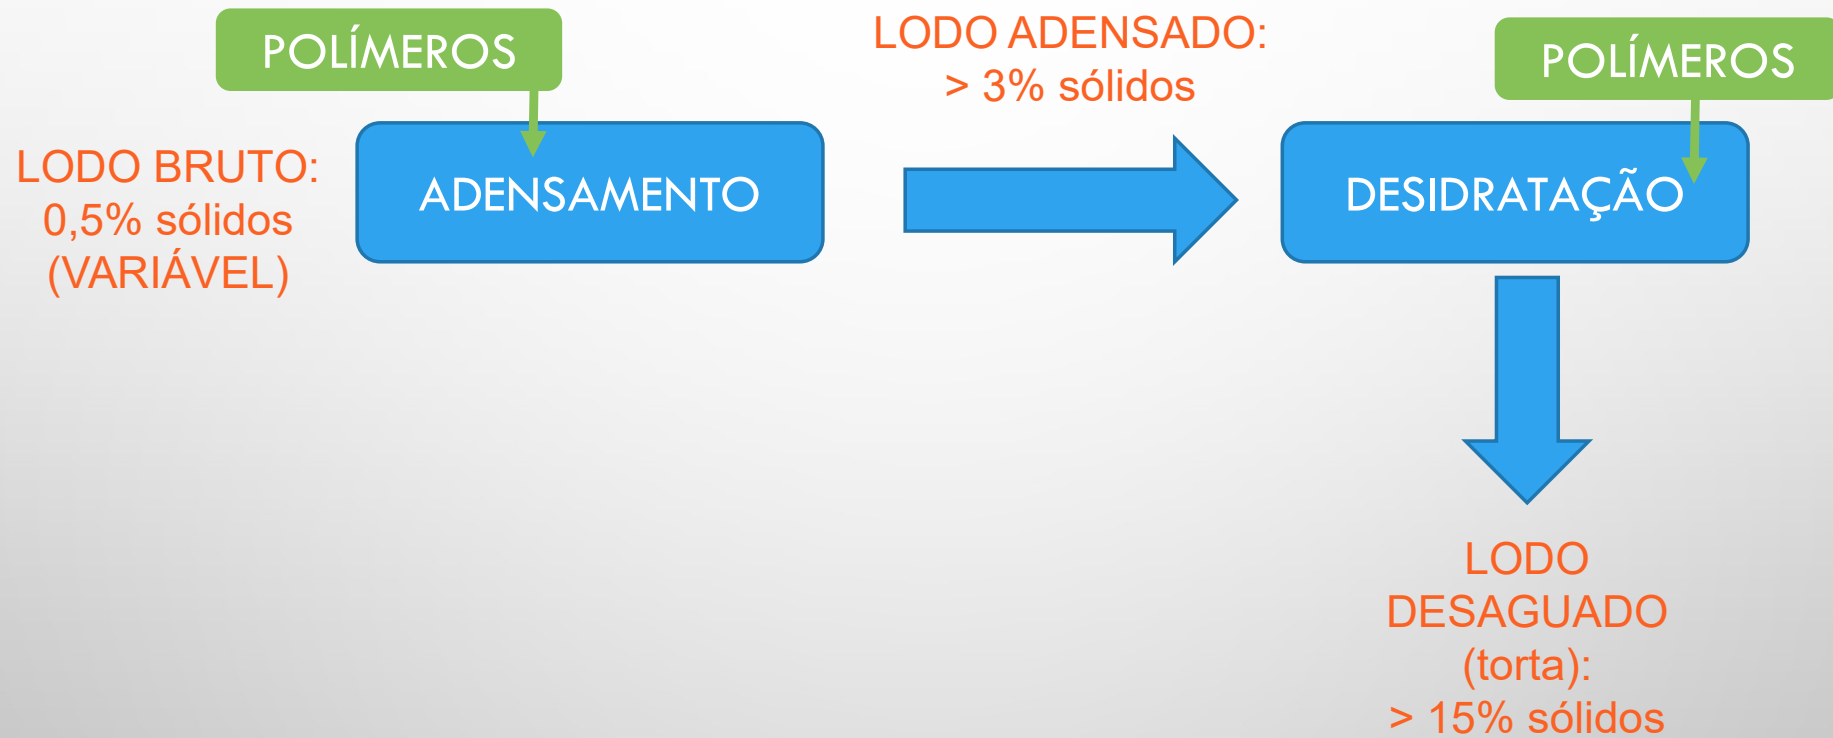 POLÍMEROS
LODO BRUTO:
0,5% sólidos
(VARIÁVEL)
ADENSAMENTO
LODO ADENSADO:
> 3% sólidos
POLÍMEROS
DESIDRATAÇÃO
LODO
DESAGUADO
(torta):
> 15% sólidos